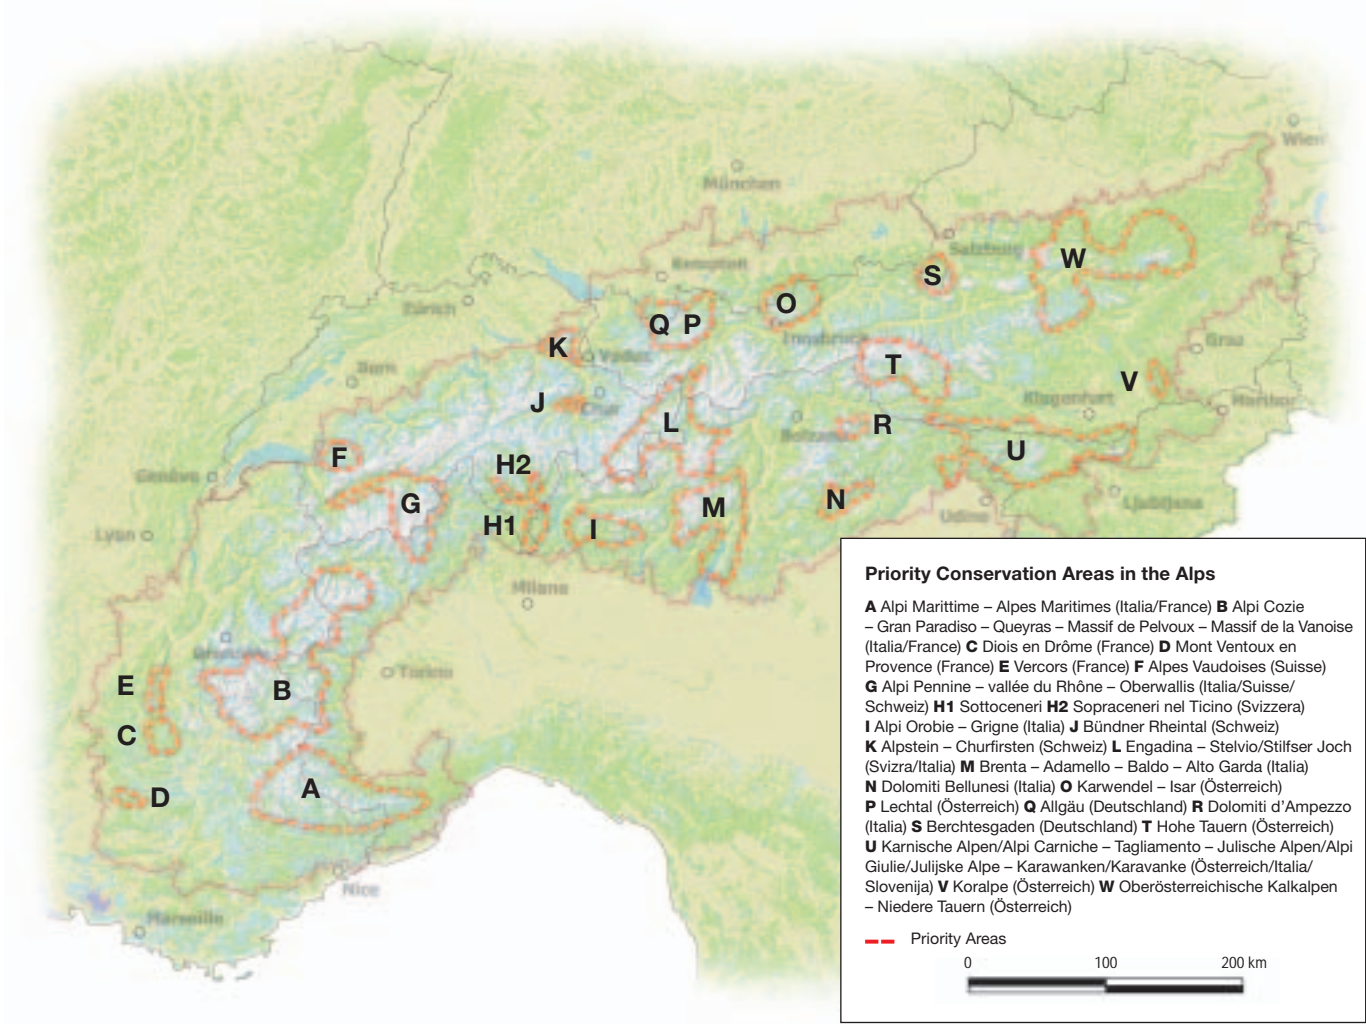 Wien
München
Salzburg
Kempten
W
S
O
Q P
Zürich
Innsbruck
Graz
K
Vaduz
T
Bern
V
J
Chur
Klagenfurt
Maribor
L
R
Bolzano
U
F
H2
Genève
G
M
N
Ljubljana
H1
I
Udine
Lyon
Milano
Grenoble
Torino
E
B
C
A
D
Nice
Marseille
Priority Conservation Areas in the Alps
A Alpi Marittime – Alpes Maritimes (Italia/France) B Alpi Cozie
– Gran Paradiso – Queyras – Massif de Pelvoux – Massif de la Vanoise
(Italia/France) C Diois en Drôme (France) D Mont Ventoux en
Provence (France) E Vercors (France) F Alpes Vaudoises (Suisse)
G Alpi Pennine – vallée du Rhône – Oberwallis (Italia/Suisse/
Schweiz) H1 Sottoceneri H2 Sopraceneri nel Ticino (Svizzera)
I Alpi Orobie – Grigne (Italia) J Bündner Rheintal (Schweiz)
K Alpstein – Churfirsten (Schweiz) L Engadina – Stelvio/Stilfser Joch
(Svizra/Italia) M Brenta – Adamello – Baldo – Alto Garda (Italia)
N Dolomiti Bellunesi (Italia) O Karwendel – Isar (Österreich)
P Lechtal (Österreich) Q Allgäu (Deutschland) R Dolomiti d'Ampezzo
(Italia) S Berchtesgaden (Deutschland) T Hohe Tauern (Österreich)
U Karnische Alpen/Alpi Carniche – Tagliamento – Julische Alpen/Alpi
Giulie/Julijske Alpe – Karawanken/Karavanke (Österreich/Italia/
Slovenija) V Koralpe (Österreich) W Oberösterreichische Kalkalpen
– Niedere Tauern (Österreich)
Priority Areas
0 100 200 km